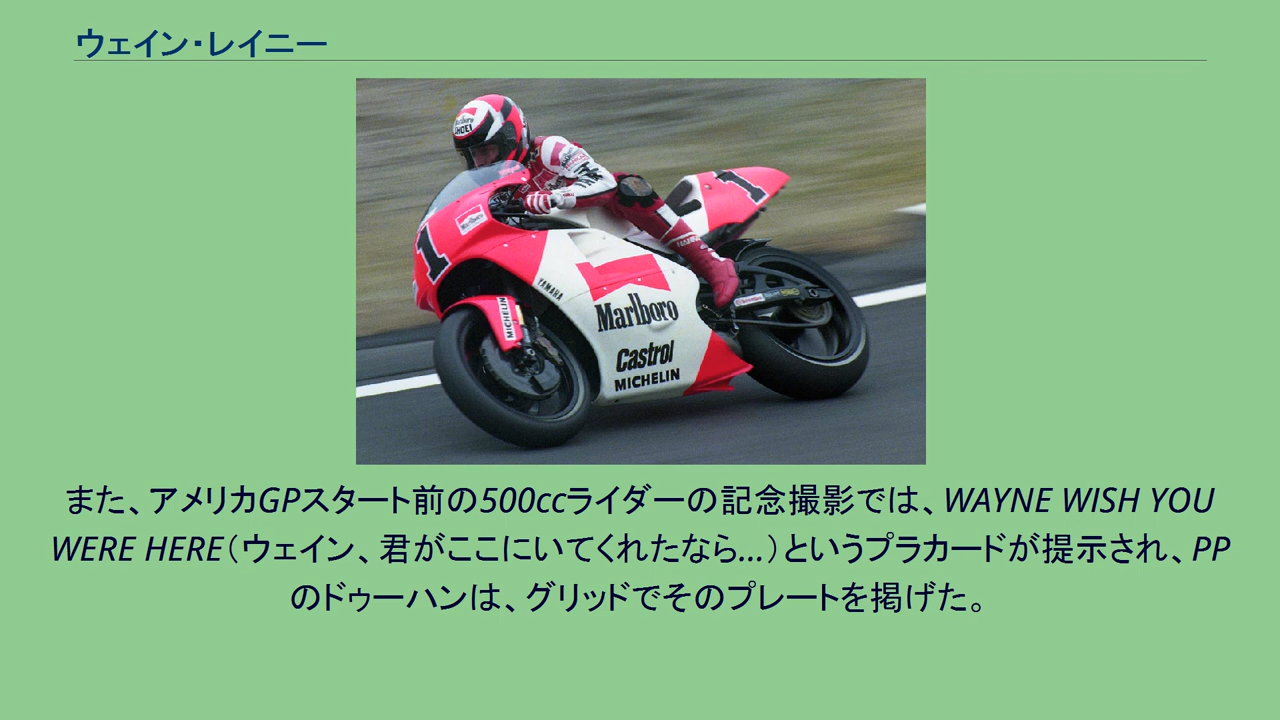 ウェイン・レイニー
Marlboro
SHOEI
1
Marlboro
1
YAMAHA
MICHELIN
Marlboro
Castrol
MICHELIN
また、アメリカGPスタート前の500ccライダーの記念撮影では、WAYNE WISH YOU
WERE HERE（ウェイン、君がここにいてくれたなら...）というプラカードが提示され、PP
のドゥーハンは、グリッドでそのプレートを掲げた。